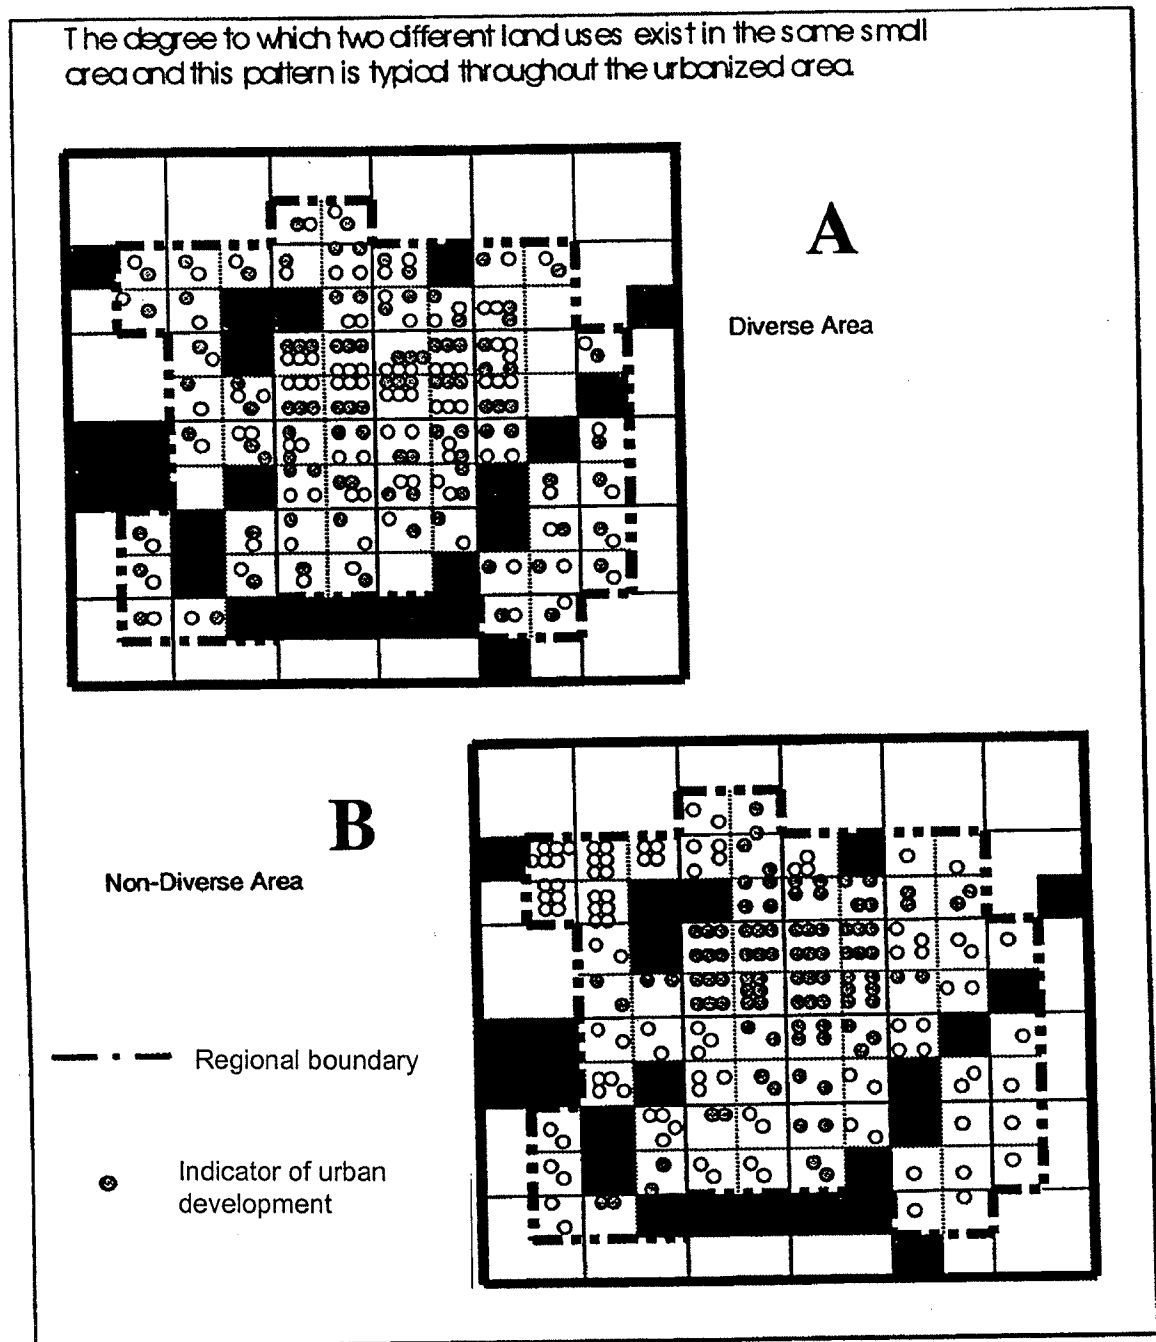 The degree to which two different land uses exist in the same small
area and this pattern is typical throughout the urbanized area
A
Diverse Area
B
Non-Diverse Area
Regional boundary
Indicator of urban
development